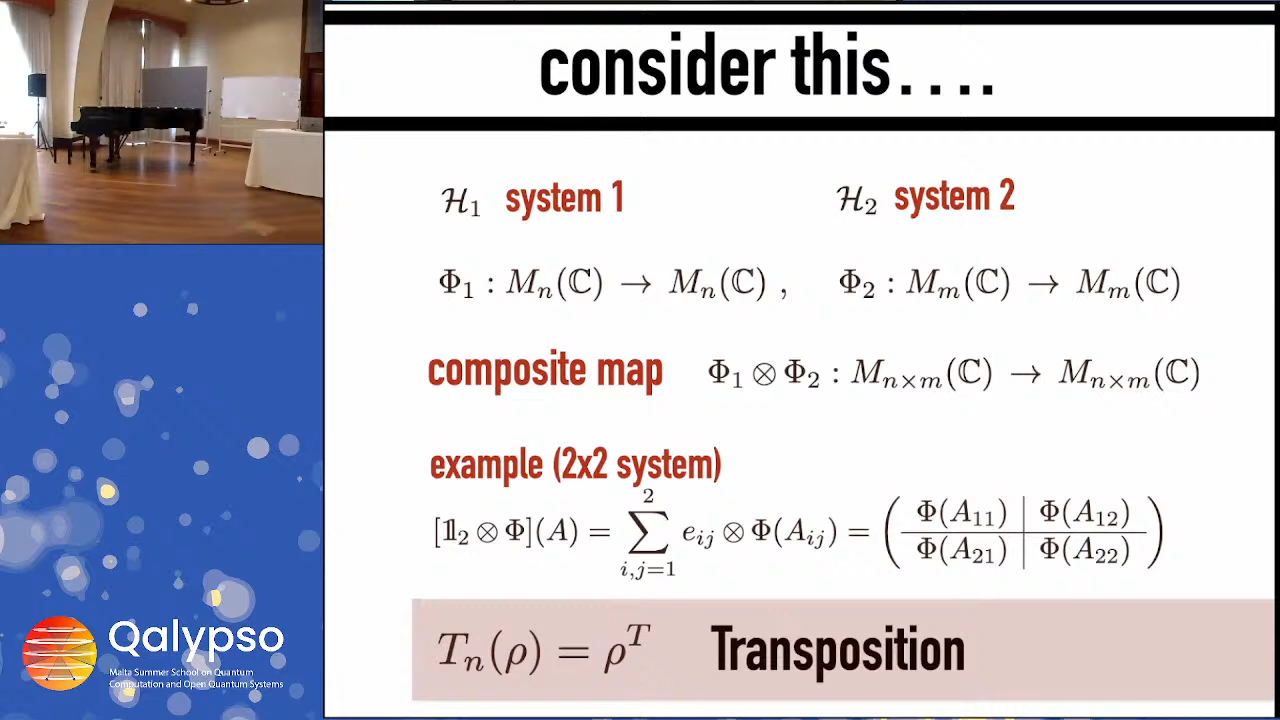 consider this....
ℋ₁ system 1 ℋ₂ system 2
Φ₁ : Mₙ(ℂ) → Mₙ(ℂ) , Φ₂ : Mₘ(ℂ) → Mₘ(ℂ)
composite map Φ₁ ⊗ Φ₂ : Mₙₓₘ(ℂ) → Mₙₓₘ(ℂ)
example (2x2 system)
[𝟙₂ ⊗ Φ](A) = ∑_{i,j=1}^{2} e_{ij} ⊗ Φ(A_{ij}) = ( Φ(A₁₁) | Φ(A₁₂)
Φ(A₂₁) | Φ(A₂₂) )
Tₙ(ρ) = ρᵀ Transposition
Qalypso
Malta Summer School on Quantum
Computation and Open Quantum Systems